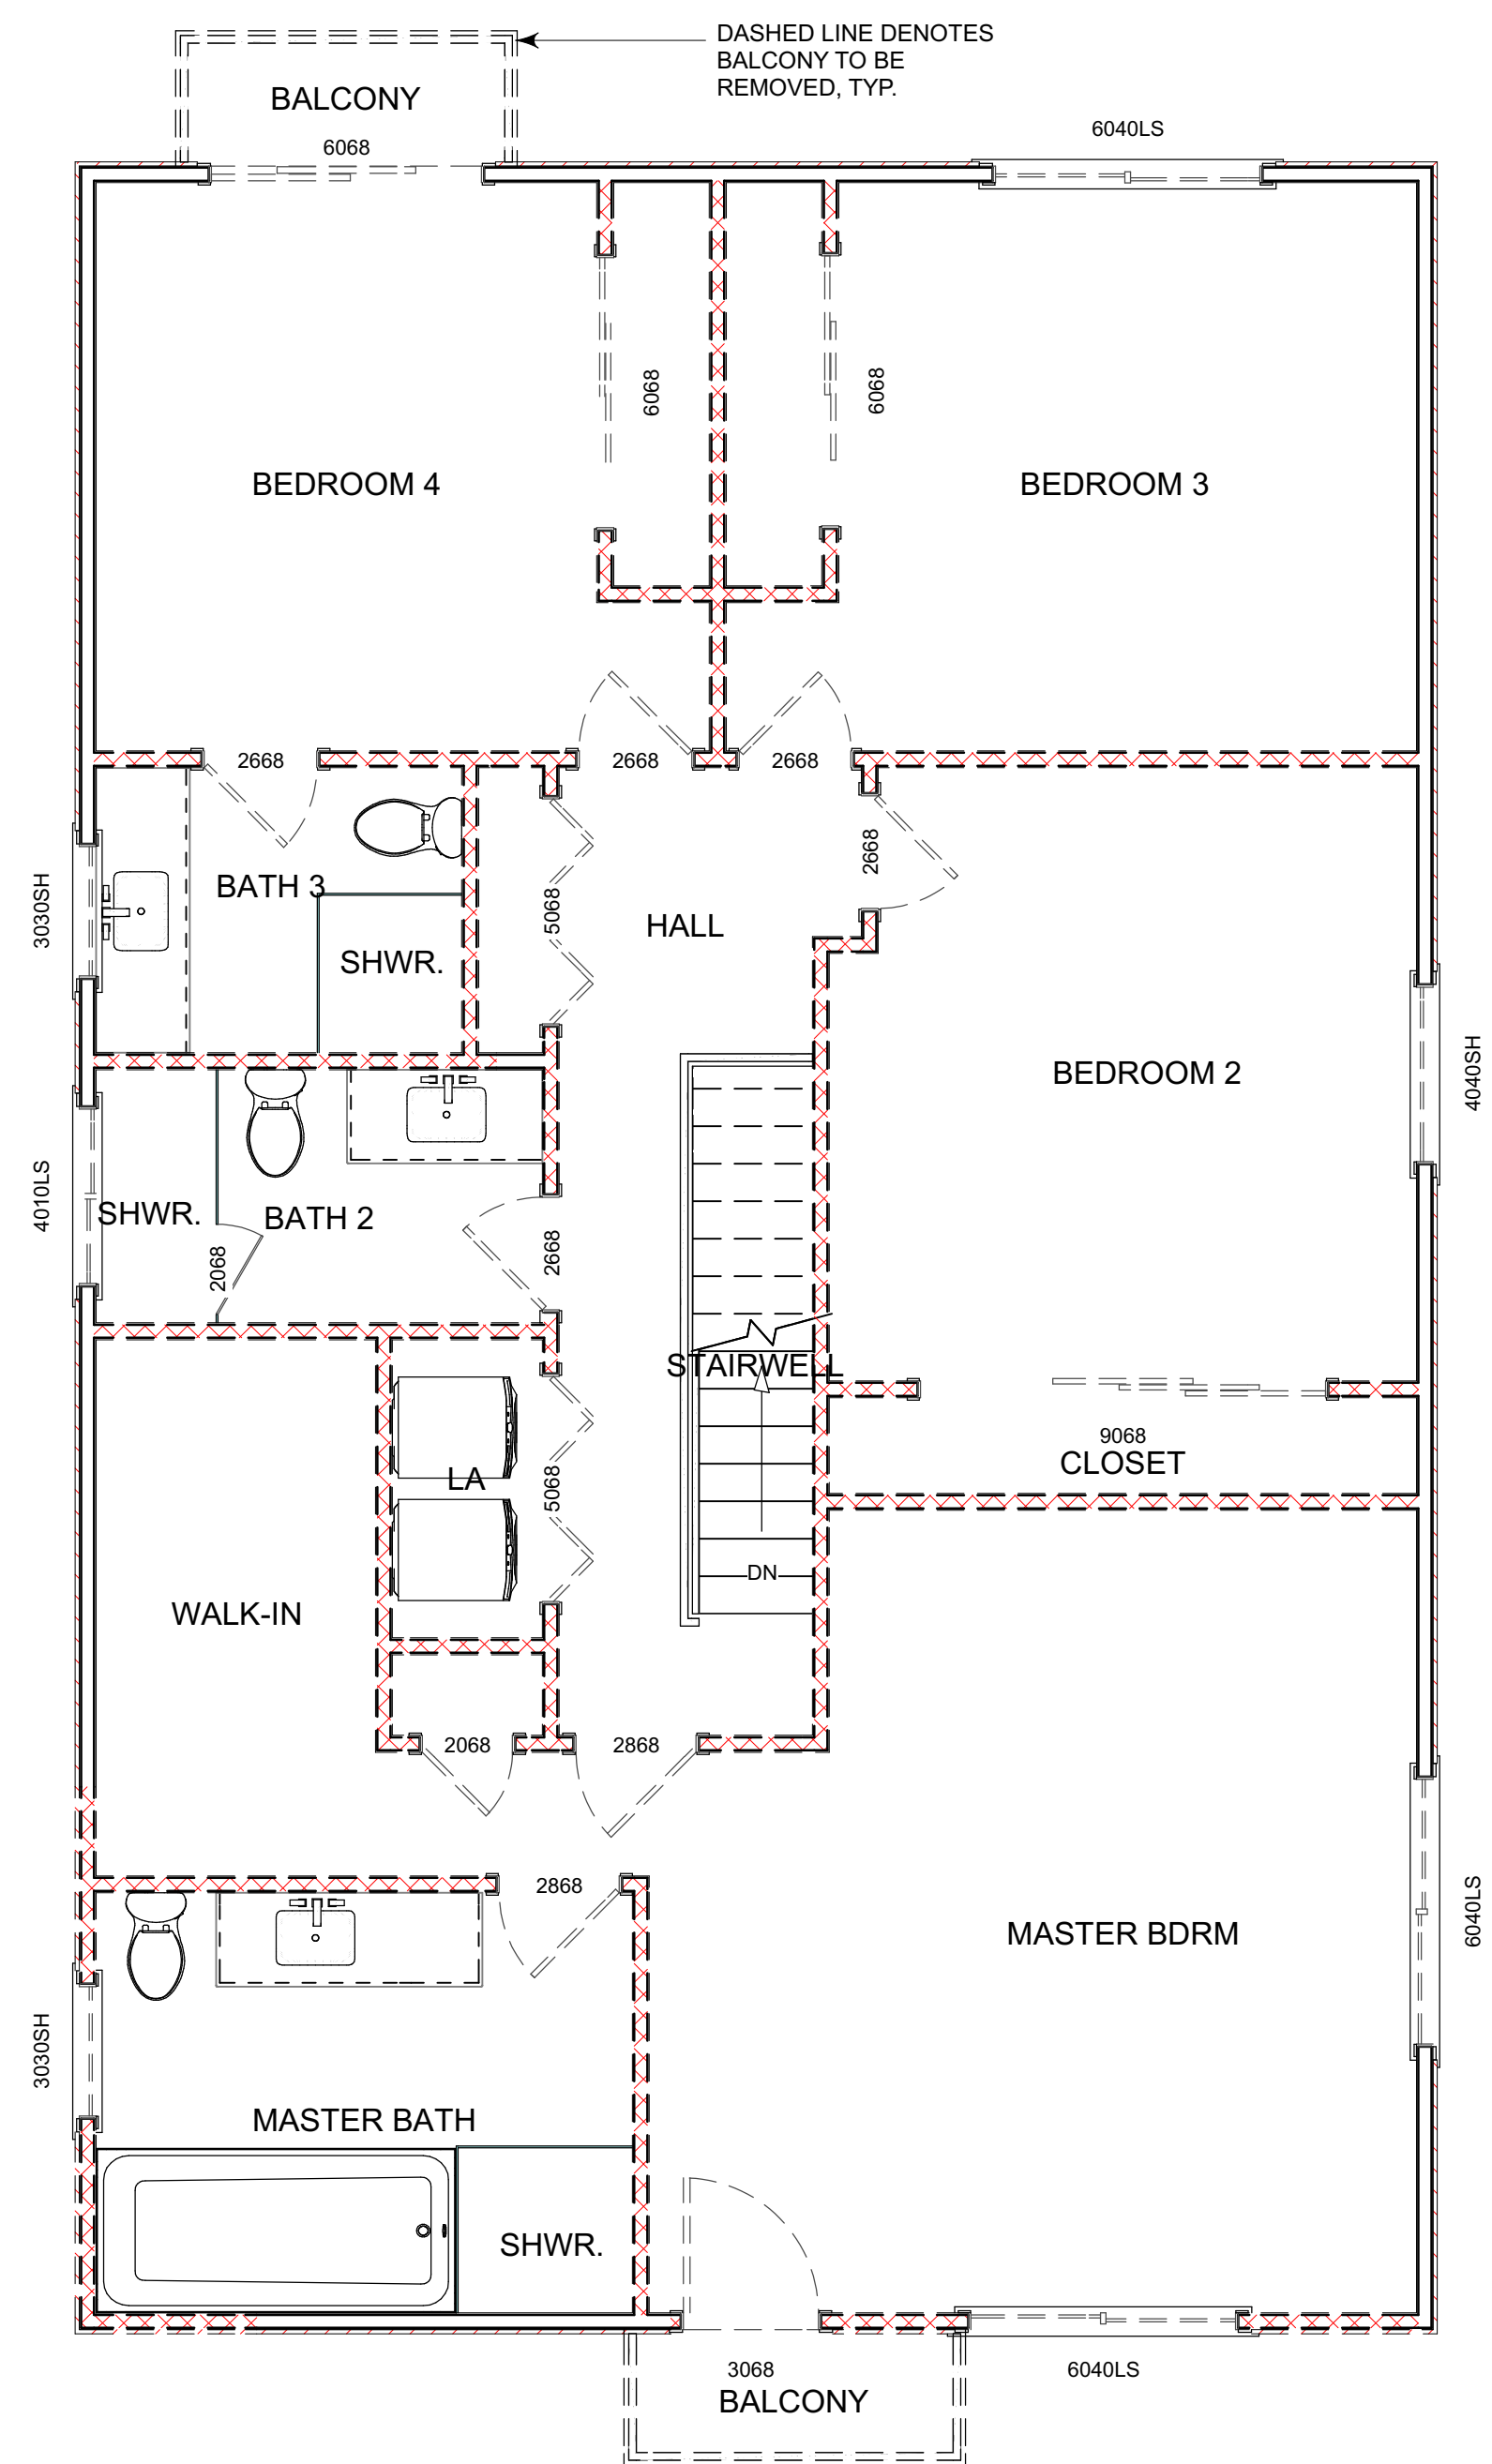 DASHED LINE DENOTES
BALCONY TO BE
REMOVED, TYP.
BALCONY
6068
6040LS
6068
6068
BEDROOM 4
BEDROOM 3
2668
2668
2668
2668
BATH 3
3030SH
5068
HALL
SHWR.
BEDROOM 2
4040SH
4010LS
SHWR.
BATH 2
2068
2668
STAIRWELL
9068
CLOSET
LA
5068
DN
WALK-IN
2068
2868
2868
MASTER BDRM
6040LS
3030SH
MASTER BATH
SHWR.
3068
6040LS
BALCONY